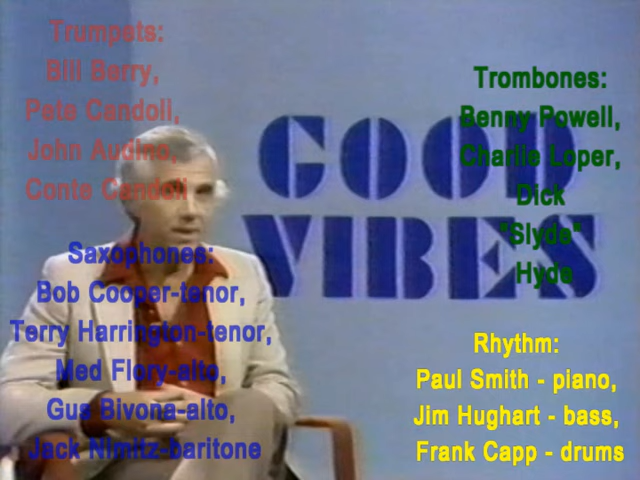 Trumpets:
Bill Berry,
Pete Candoli,
John Audino,
Conte Candoli
GOOD
VIBES
Trombones:
Benny Powell,
Charlie Loper,
Dick
"Slyde"
Hyde
Saxophones:
Bob Cooper-tenor,
Terry Harrington-tenor,
Med Flory-alto,
Gus Bivona-alto,
Jack Nimitz-baritone
Rhythm:
Paul Smith - piano,
Jim Hughart - bass,
Frank Capp - drums